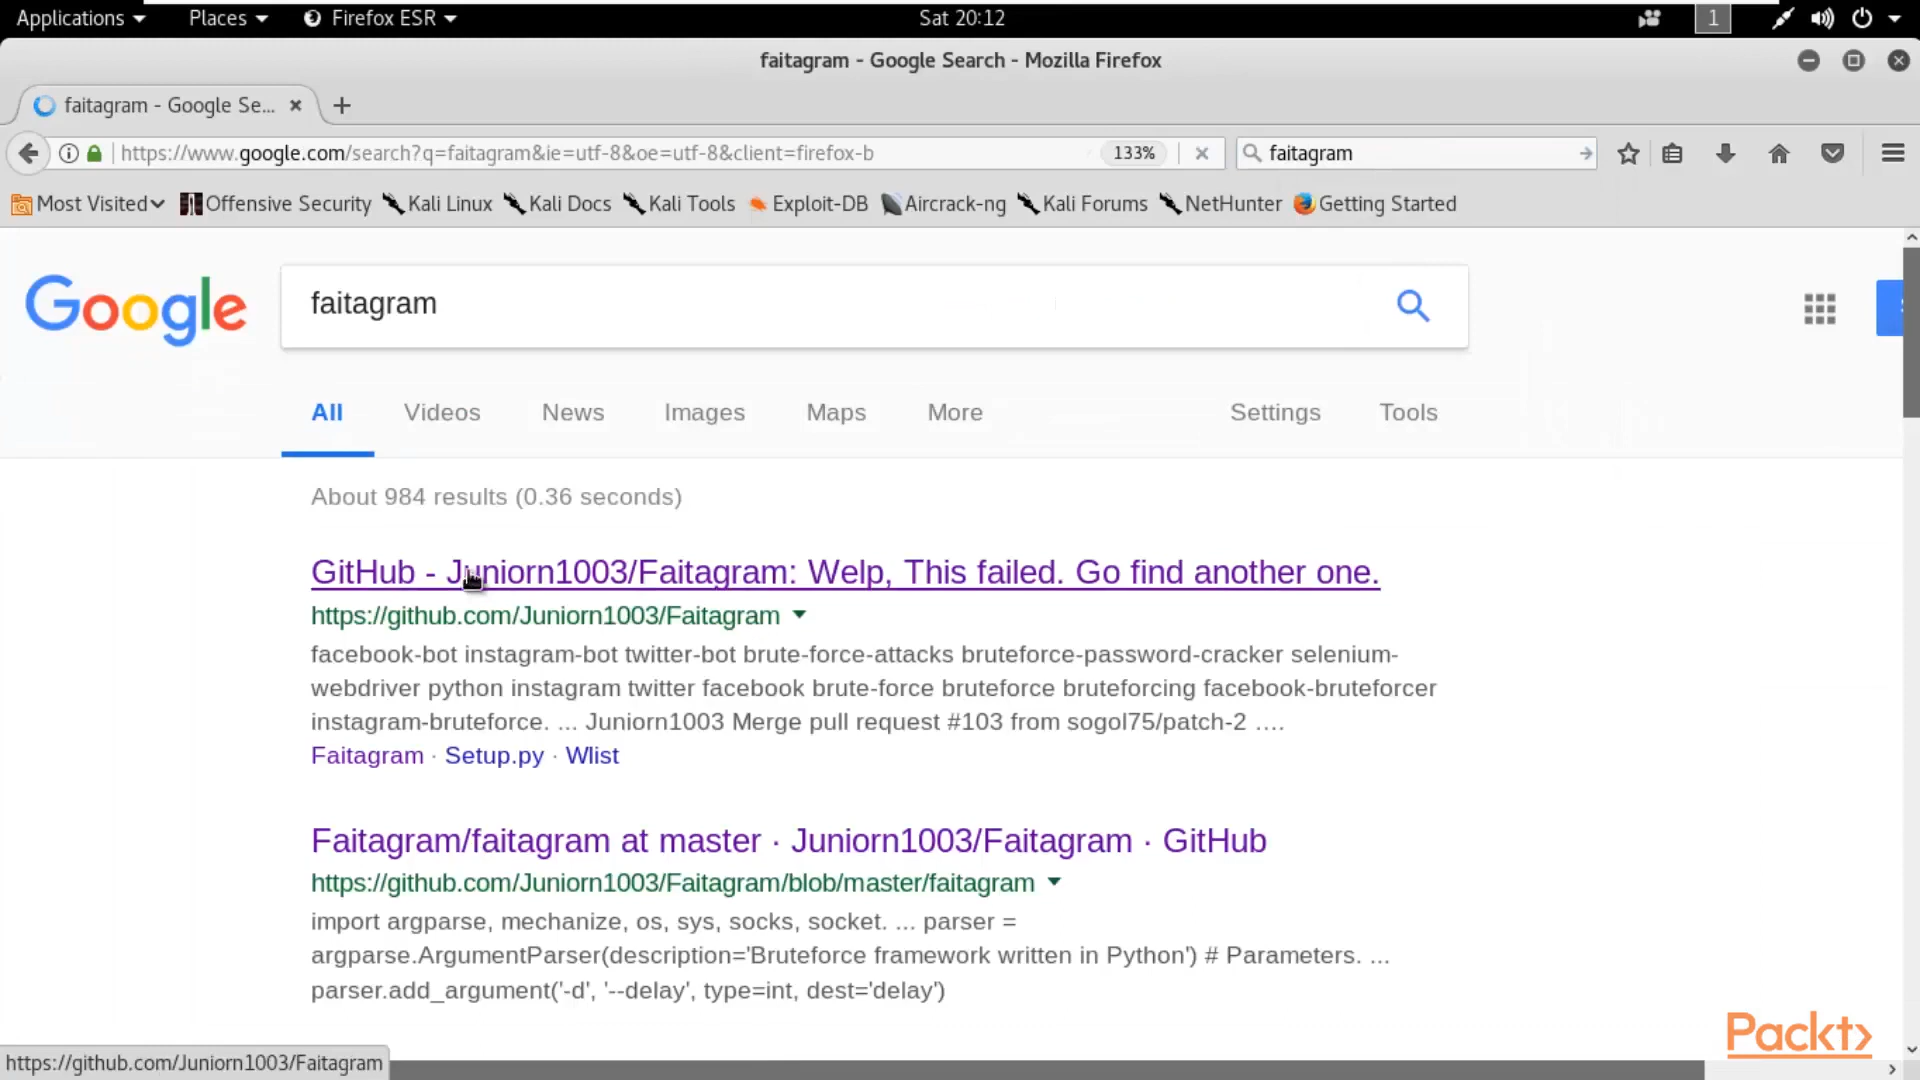 Applications Places Firefox ESR Sat 20:12 1
faitagram - Google Search - Mozilla Firefox
faitagram - Google Se...
https://www.google.com/search?q=faitagram&ie=utf-8&oe=utf-8&client=firefox-b 133% faitagram
Most Visited Offensive Security Kali Linux Kali Docs Kali Tools Exploit-DB Aircrack-ng Kali Forums NetHunter Getting Started
Google faitagram
All Videos News Images Maps More Settings Tools
About 984 results (0.36 seconds)
GitHub - Juniorn1003/Faitagram: Welp, This failed. Go find another one.
https://github.com/Juniorn1003/Faitagram
facebook-bot instagram-bot twitter-bot brute-force-attacks bruteforce-password-cracker selenium-
webdriver python instagram twitter facebook brute-force bruteforce bruteforcing facebook-bruteforcer
instagram-bruteforce. ... Juniorn1003 Merge pull request #103 from sogol75/patch-2 ....
Faitagram · Setup.py · Wlist
Faitagram/faitagram at master · Juniorn1003/Faitagram · GitHub
https://github.com/Juniorn1003/Faitagram/blob/master/faitagram
import argparse, mechanize, os, sys, socks, socket. ... parser =
argparse.ArgumentParser(description='Bruteforce framework written in Python') # Parameters. ...
parser.add_argument('-d', '--delay', type=int, dest='delay')
Packt>
https://github.com/Juniorn1003/Faitagram